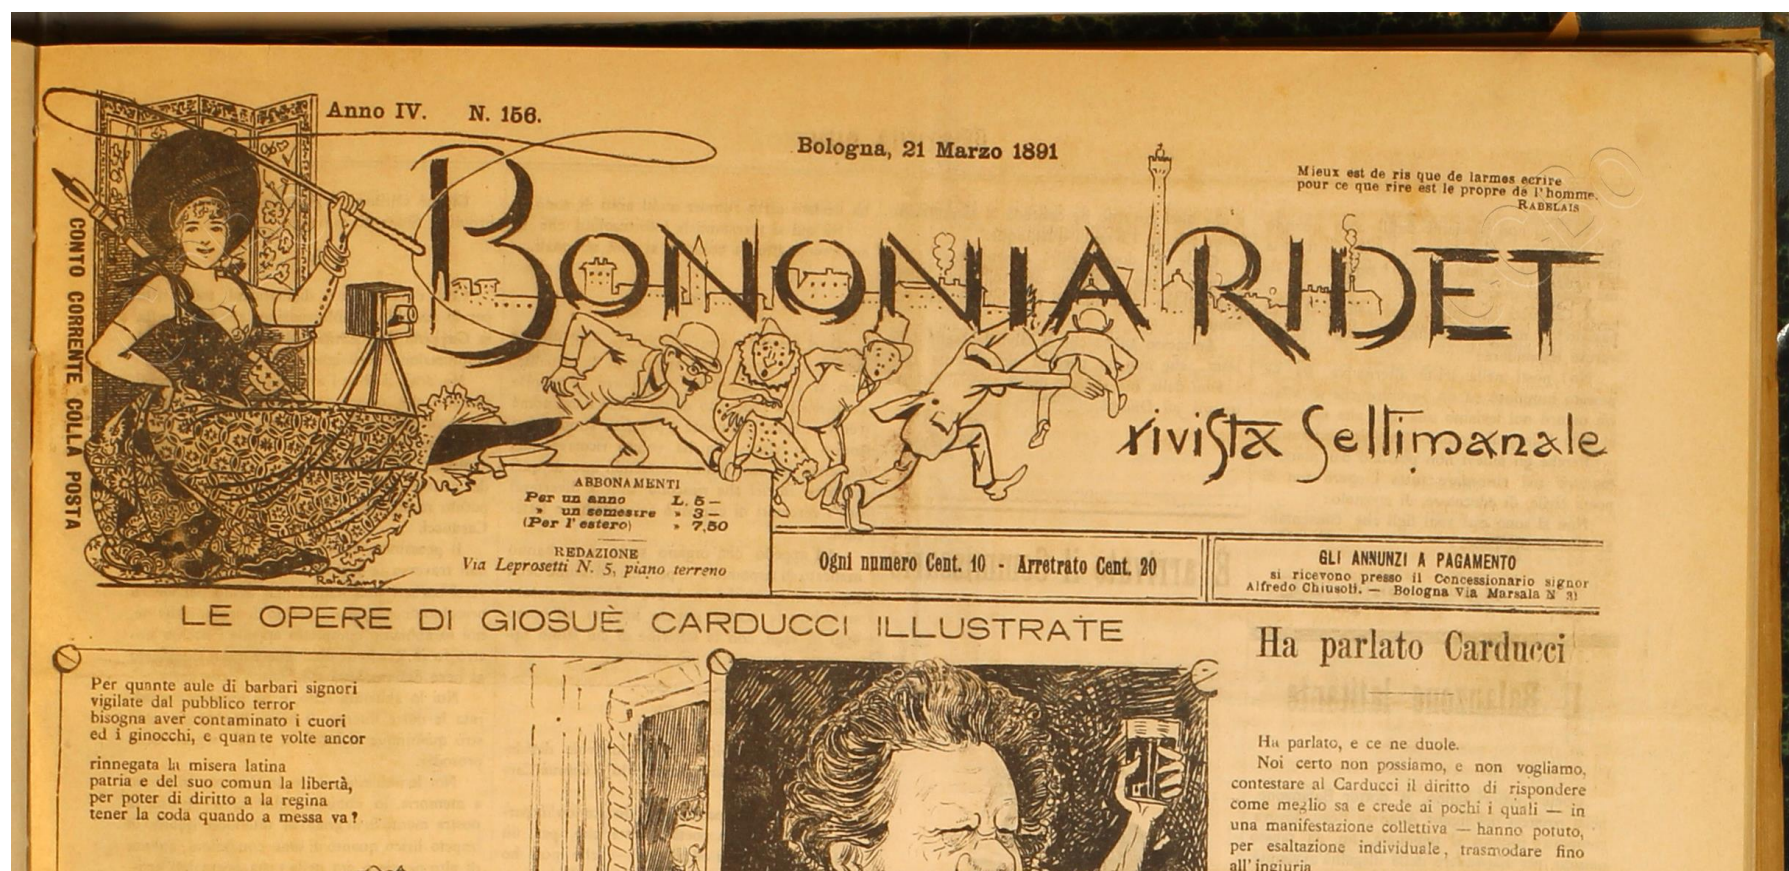 Anno IV. N. 156.
Bologna, 21 Marzo 1891
Mieux est de ris que de larmes ecrire
pour ce que rire est le propre de l'homme.
RABELAIS
BONONIA RIDET
rivista settimanale
CONTO CORRENTE COLLA POSTA
ABBONAMENTI
Per un anno L. 5 —
» un semestre » 3 —
(Per l'estero) » 7,50
REDAZIONE
Via Leprosetti N. 5, piano terreno
Ogni numero Cent. 10 - Arretrato Cent. 20
GLI ANNUNZI A PAGAMENTO
si ricevono presso il Concessionario signor
Alfredo Chiusoli. — Bologna Via Marsala N
LE OPERE DI GIOSUÈ CARDUCCI ILLUSTRATE
Per quante aule di barbari signori
vigilate dal pubblico terror
bisogna aver contaminato i cuori
ed i ginocchi, e quante volte ancor
rinnegata la misera latina
patria e del suo comun la libertà,
per poter di diritto a la regina
tener la coda quando a messa va?
Ha parlato Carducci
Ha parlato, e ce ne duole.
Noi certo non possiamo, e non vogliamo,
contestare al Carducci il diritto di rispondere
come meglio sa e crede ai pochi i quali — in
una manifestazione collettiva — hanno potuto,
per esaltazione individuale, trasmodare fino
all'ingiuria